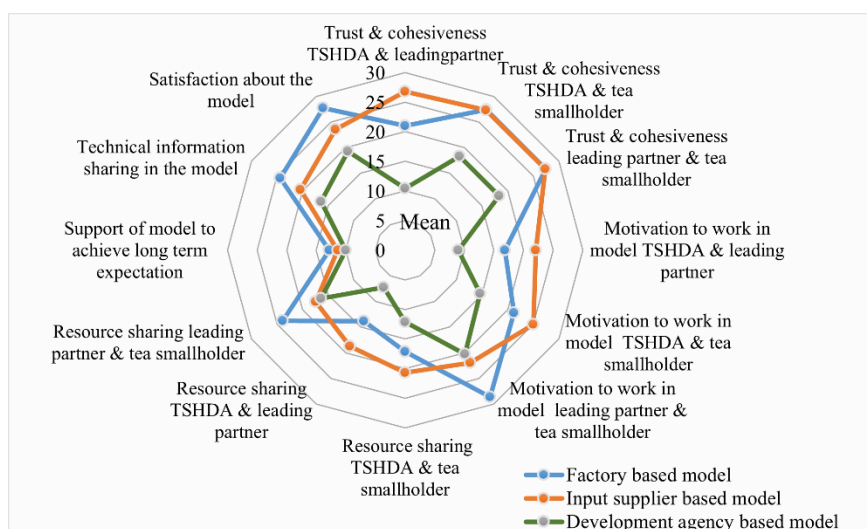 Trust & cohesiveness
TSHDA & leadingpartner
Trust & cohesiveness
TSHDA & tea
smallholder
Trust & cohesiveness
leading partner & tea
smallholder
Motivation to work in
model TSHDA & leading
partner
Motivation to work in
model TSHDA & tea
smallholder
Motivation to work in
model leading partner &
tea smallholder
Resource sharing
TSHDA & tea
smallholder
Resource sharing
TSHDA & leading
partner
Resource sharing leading
partner & tea smallholder
Support of model to
achieve long term
expectation
Technical information
sharing in the model
Satisfaction about the
model
30
25
20
15
10
5
0
Mean
Factory based model
Input supplier based model
Development agency based model